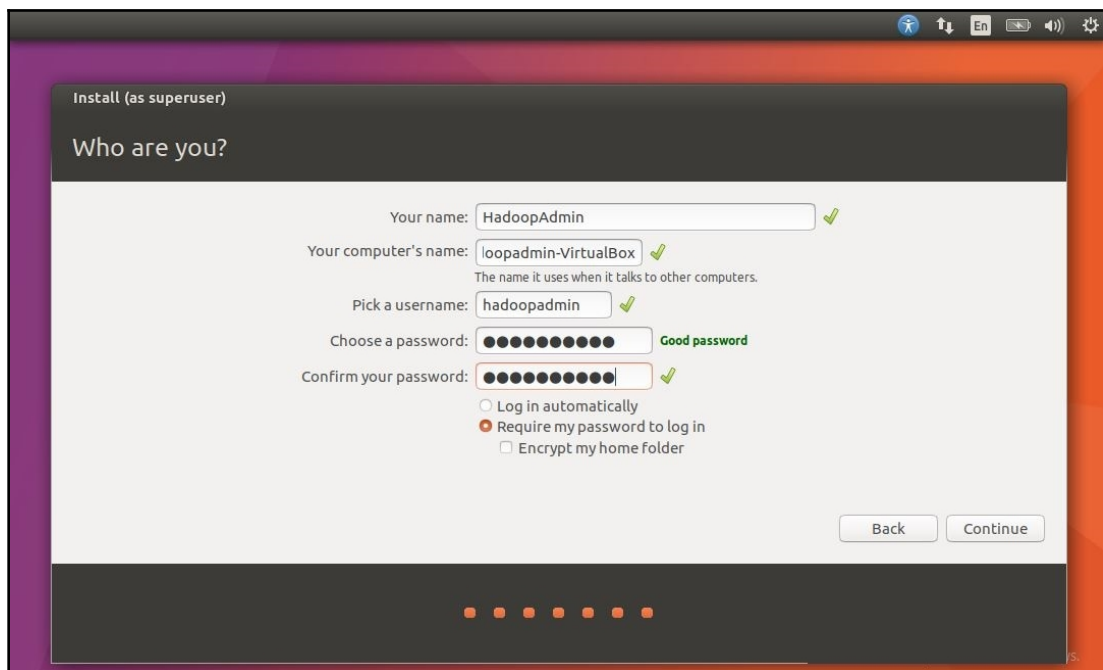 En
Install (as superuser)
Who are you?
Your name: HadoopAdmin
Your computer's name: loopadmin-VirtualBox
The name it uses when it talks to other computers.
Pick a username: hadoopadmin
Choose a password: ●●●●●●●●●● Good password
Confirm your password: ●●●●●●●●●●
Log in automatically
Require my password to log in
Encrypt my home folder
Back Continue
ys.